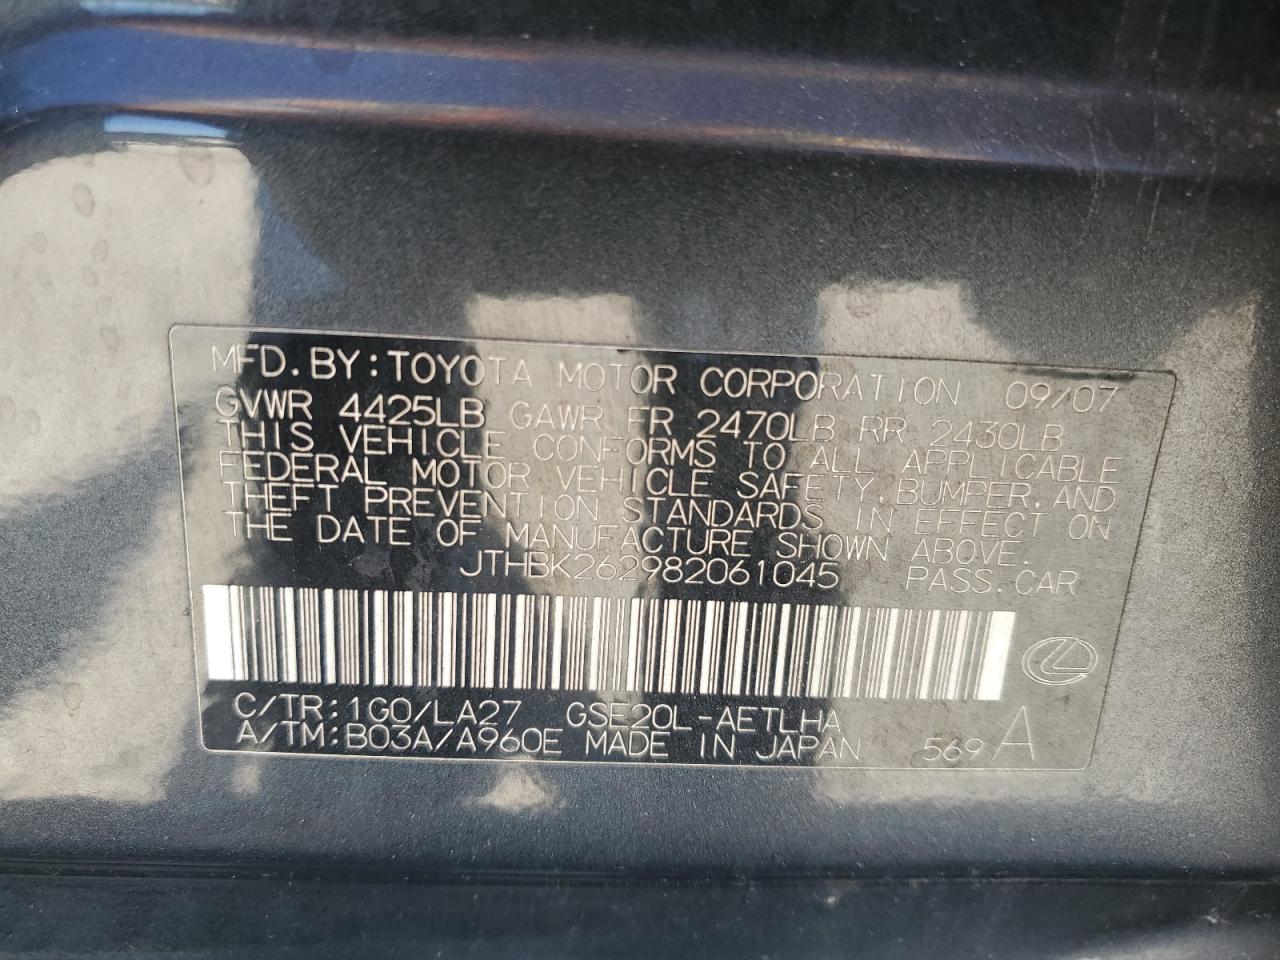 MFD. BY: TOYOTA MOTOR CORPORATION 09/07
GVWR 4425LB GAWR FR 2470LB RR 2430LB
THIS VEHICLE CONFORMS TO ALL APPLICABLE
FEDERAL MOTOR VEHICLE SAFETY, BUMPER, AND
THEFT PREVENTION STANDARDS IN EFFECT ON
THE DATE OF MANUFACTURE SHOWN ABOVE.
JTHBK262982061045 PASS. CAR
C/TR: 1G0/LA27 GSE20L-AETLHA
A/TM: B03A/A960E MADE IN JAPAN 569 A